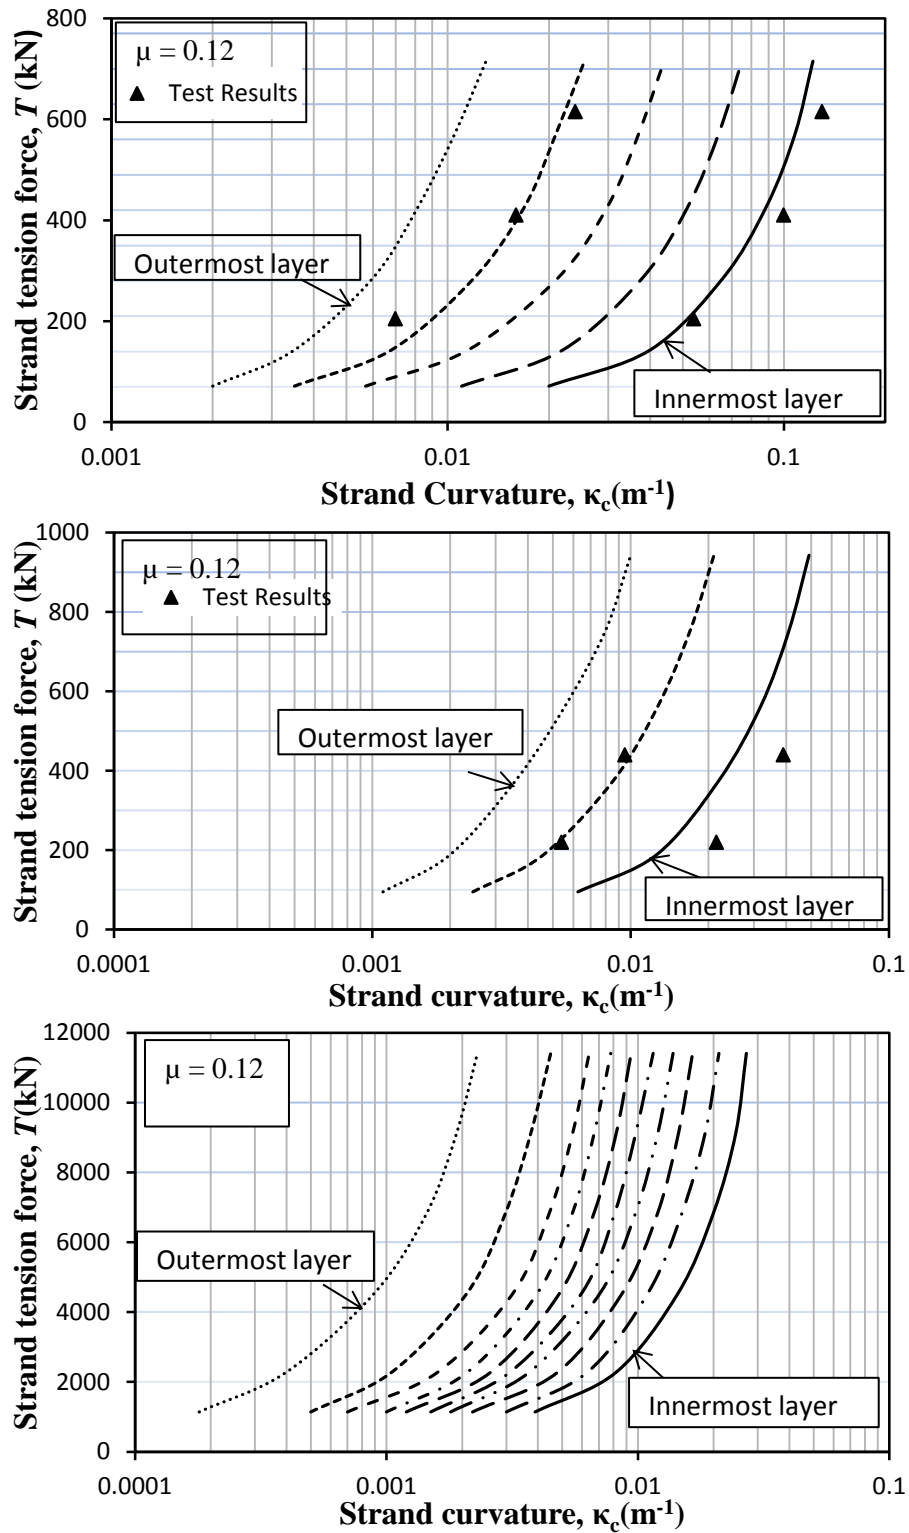 800
μ = 0.12
▲ Test Results
600
400
Outermost layer
200
Innermost layer
0
0.001 0.01 0.1
Strand tension force, T (kN)
Strand Curvature, κc(m-1)
1000
μ = 0.12
▲ Test Results
800
600
Outermost layer
400
200
Innermost layer
0
0.0001 0.001 0.01 0.1
Strand tension force, T (kN)
Strand curvature, κc(m-1)
12000
μ = 0.12
10000
8000
6000
Outermost layer
4000
2000
Innermost layer
0
0.0001 0.001 0.01 0.1
Strand tension force, T(kN)
Strand curvature, κc(m-1)